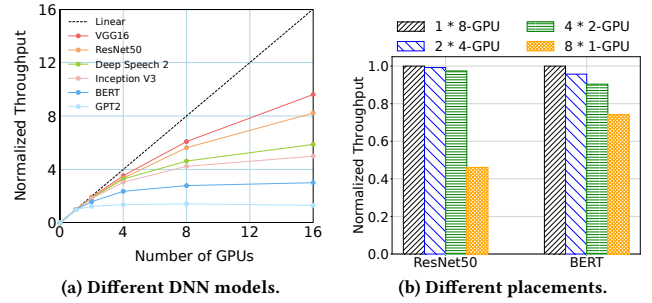 Linear
VGG16
ResNet50
Deep Speech 2
Inception V3
BERT
GPT2
Normalized Throughput
16
12
8
4
0
0 4 8 12 16
Number of GPUs
(a) Different DNN models.
1 * 8-GPU 4 * 2-GPU
2 * 4-GPU 8 * 1-GPU
Normalized Throughput
1.0
0.8
0.6
0.4
0.2
0.0
ResNet50 BERT
(b) Different placements.